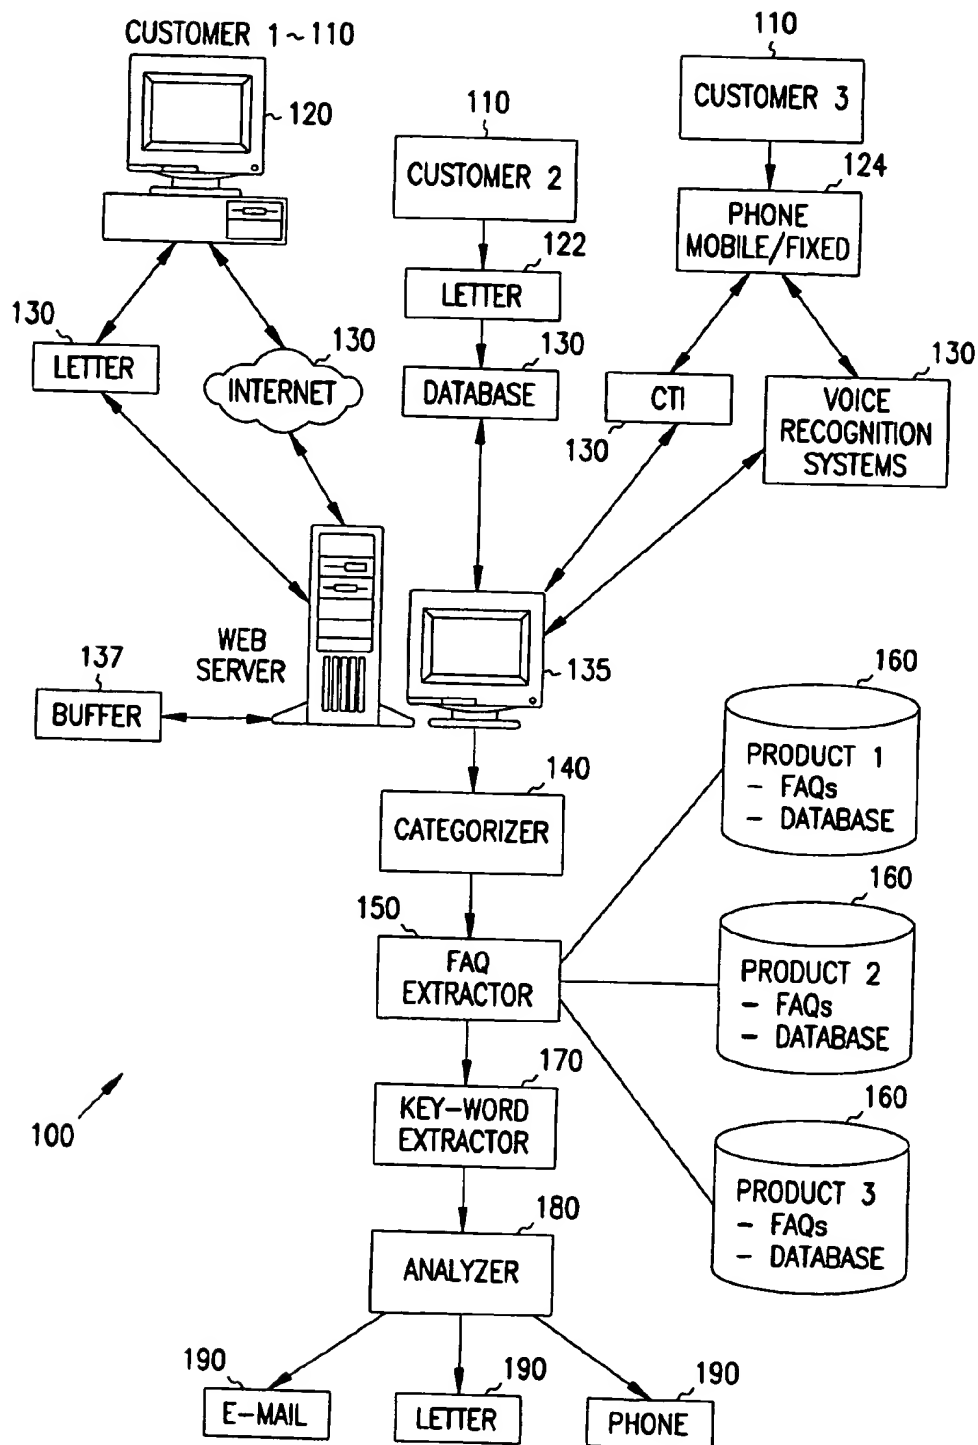 CUSTOMER 1~110
120
110
CUSTOMER 2
122
LETTER
130
DATABASE
110
CUSTOMER 3
124
PHONE
MOBILE/FIXED
130
LETTER
130
INTERNET
CTI
130
130
VOICE
RECOGNITION
SYSTEMS
WEB
SERVER
135
137
BUFFER
140
CATEGORIZER
150
FAQ
EXTRACTOR
160
PRODUCT 1
- FAQs
- DATABASE
160
PRODUCT 2
- FAQs
- DATABASE
160
PRODUCT 3
- FAQs
- DATABASE
170
KEY-WORD
EXTRACTOR
100
180
ANALYZER
190
E-MAIL
190
LETTER
190
PHONE